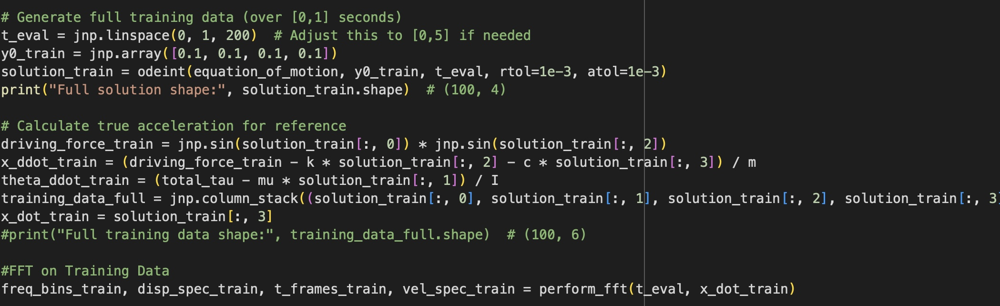 # Generate full training data (over [0,1] seconds)
t_eval = jnp.linspace(0, 1, 200)  # Adjust this to [0,5] if needed
y0_train = jnp.array([0.1, 0.1, 0.1, 0.1])
solution_train = odeint(equation_of_motion, y0_train, t_eval, rtol=1e-3, atol=1e-3)
print("Full solution shape:", solution_train.shape)  # (100, 4)
# Calculate true acceleration for reference
driving_force_train = jnp.sin(solution_train[:, 0]) * jnp.sin(solution_train[:, 2])
x_ddot_train = (driving_force_train - k * solution_train[:, 2] - c * solution_train[:, 3]) / m
theta_ddot_train = (total_tau - mu * solution_train[:, 1]) / I
training_data_full = jnp.column_stack((solution_train[:, 0], solution_train[:, 1], solution_train[:, 2], solution_train[:, 3]
x_dot_train = solution_train[:, 3]
#print("Full training data shape:", training_data_full.shape)  # (100, 6)
#FFT on Training Data
freq_bins_train, disp_spec_train, t_frames_train, vel_spec_train = perform_fft(t_eval, x_dot_train)